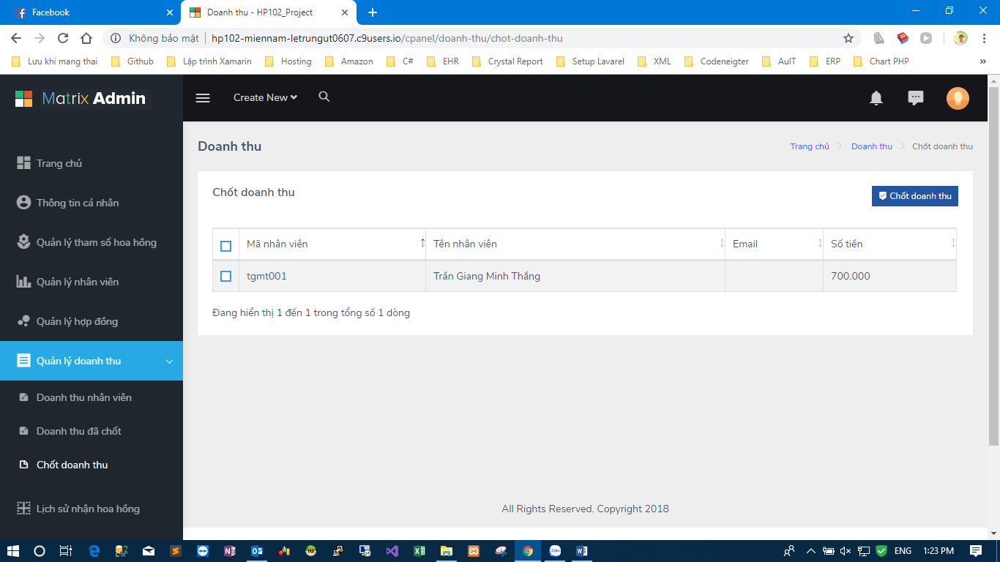 Facebook
Doanh thu - HP102_Project
Không bảo mật | hp102-miennam-letrungut0607.c9users.io/cpanel/doanh-thu/chot-doanh-thu
Lưu khi mang thai Github Lập trình Xamarin Hosting Amazon C# EHR Crystal Report Setup Lavarel XML Codeneigter AuIT ERP Chart PHP »
Matrix Admin
Create New
Trang chủ
Thông tin cá nhân
Quản lý tham số hoa hồng
Quản lý nhân viên
Quản lý hợp đồng
Quản lý doanh thu
Doanh thu nhân viên
Doanh thu đã chốt
Chốt doanh thu
Lịch sử nhận hoa hồng
Doanh thu
Trang chủ Doanh thu Chốt doanh thu
Chốt doanh thu
Chốt doanh thu
Mã nhân viên Tên nhân viên Email Số tiền
tgmt001 Trần Giang Minh Thắng 700.000
Đang hiển thị 1 đến 1 trong tổng số 1 dòng
All Rights Reserved. Copyright 2018
ENG 1:23 PM